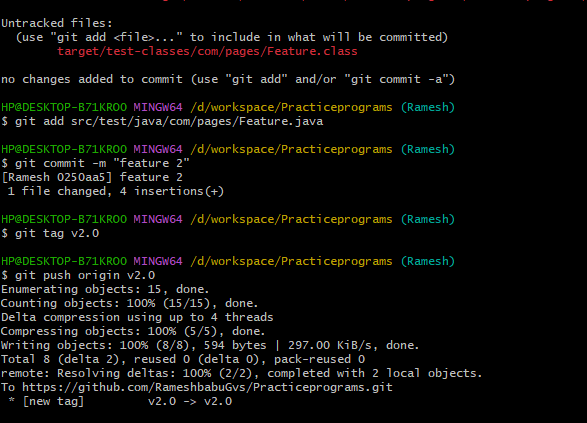 Untracked files:
  (use "git add <file>..." to include in what will be committed)
        target/test-classes/com/pages/Feature.class

no changes added to commit (use "git add" and/or "git commit -a")

HP@DESKTOP-B71KROO MINGW64 /d/workspace/Practiceprograms (Ramesh)
$ git add src/test/java/com/pages/Feature.java

HP@DESKTOP-B71KROO MINGW64 /d/workspace/Practiceprograms (Ramesh)
$ git commit -m "feature 2"
[Ramesh 0250aa5] feature 2
 1 file changed, 4 insertions(+)

HP@DESKTOP-B71KROO MINGW64 /d/workspace/Practiceprograms (Ramesh)
$ git tag v2.0

HP@DESKTOP-B71KROO MINGW64 /d/workspace/Practiceprograms (Ramesh)
$ git push origin v2.0
Enumerating objects: 15, done.
Counting objects: 100% (15/15), done.
Delta compression using up to 4 threads
Compressing objects: 100% (5/5), done.
Writing objects: 100% (8/8), 594 bytes | 297.00 KiB/s, done.
Total 8 (delta 2), reused 0 (delta 0), pack-reused 0
remote: Resolving deltas: 100% (2/2), completed with 2 local objects.
To https://github.com/RameshbabuGvs/Practiceprograms.git
 * [new tag]         v2.0 -> v2.0